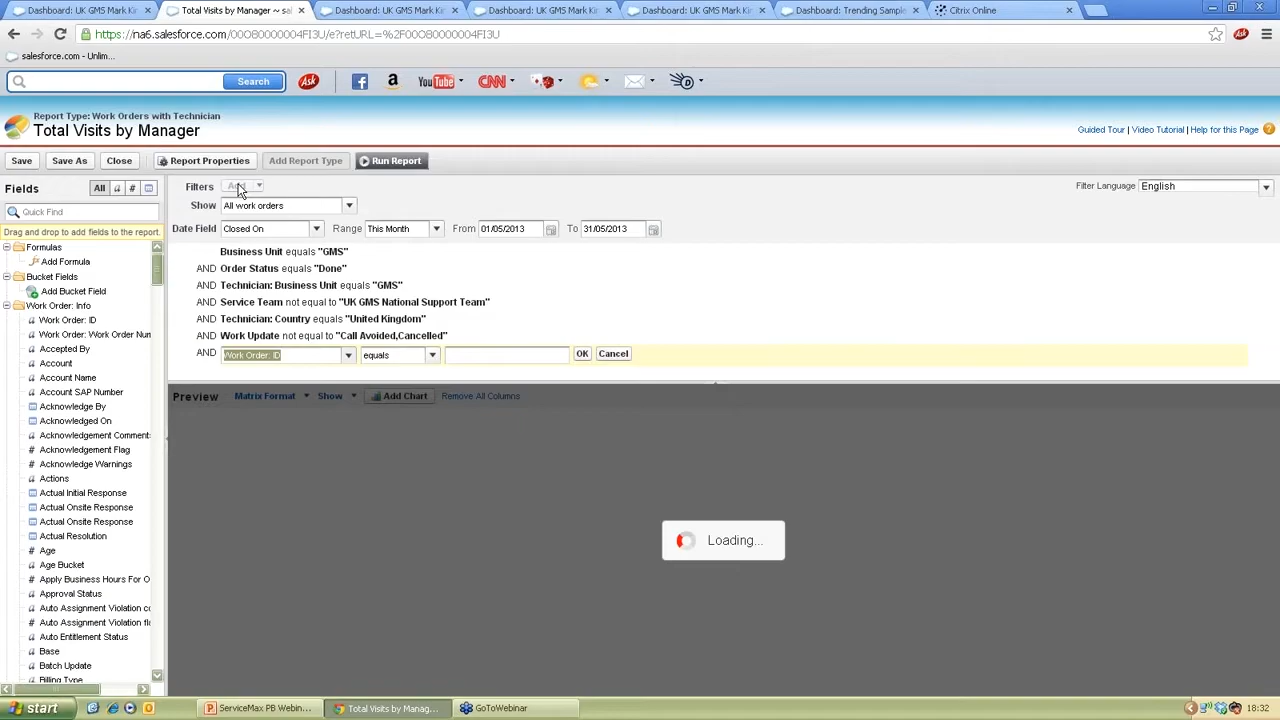 Dashboard: UK GMS Mark Ki
Total Visits by Manager ~ sal
Dashboard: UK GMS Mark Kin
Dashboard: UK GMS Mark Kin
Dashboard: UK GMS Mark Kin
Dashboard: Trending Sample
Citrix Online
https://na6.salesforce.com/00O80000004FI3U/e?retURL=%2F00O80000004FI3U
salesforce.com - Unlim...
Search
Ask
YouTube
CNN
Report Type: Work Orders with Technician
Total Visits by Manager
Guided Tour | Video Tutorial | Help for this Page
Save
Save As
Close
Report Properties
Add Report Type
Run Report
Fields
All
a
#
Filters
Filter Language
English
Quick Find
Show
All work orders
Drag and drop to add fields to the report.
Date Field
Closed On
Range
This Month
From
01/05/2013
To
31/05/2013
Formulas
Add Formula
Bucket Fields
Add Bucket Field
Work Order: Info
Work Order: ID
Work Order: Work Order Num
Accepted By
Account
Account Name
Account SAP Number
Acknowledge By
Acknowledged On
Acknowledgement Comments
Acknowledgement Flag
Acknowledge Warnings
Actions
Actual Initial Response
Actual Onsite Response
Actual Onsite Response
Actual Resolution
Age
Age Bucket
Apply Business Hours For O
Approval Status
Auto Assignment Violation co
Auto Assignment Violation fl
Auto Entitlement Status
Base
Batch Update
Billing Type
Business Unit equals "GMS"
AND Order Status equals "Done"
AND Technician: Business Unit equals "GMS"
AND Service Team not equal to "UK GMS National Support Team"
AND Technician: Country equals "United Kingdom"
AND Work Update not equal to "Call Avoided,Cancelled"
AND Work Order: ID equals OK Cancel
Preview
Matrix Format
Show
Add Chart
Remove All Columns
Loading...
start
ServiceMax PB Webin...
Total Visits by Manag...
GoToWebinar
18:32